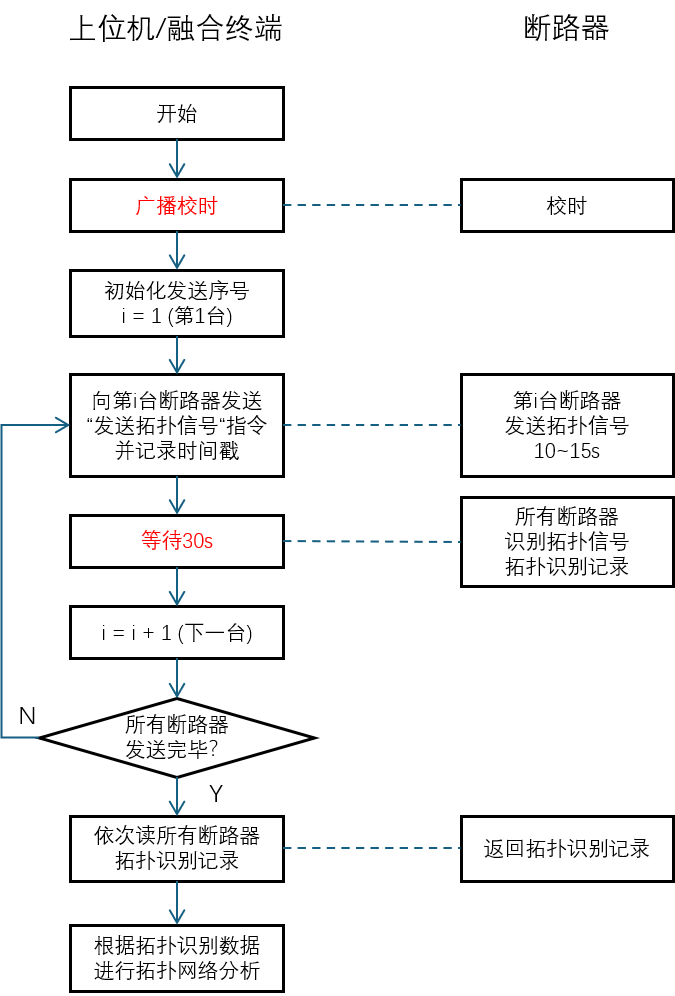 上位机/融合终端
断路器
开始
广播校时
校时
初始化发送序号
i = 1 (第1台)
向第i台断路器发送
“发送拓扑信号“指令
并记录时间戳
第i台断路器
发送拓扑信号
10~15s
等待30s
所有断路器
识别拓扑信号
拓扑识别记录
i = i + 1 (下一台)
所有断路器
发送完毕?
N
Y
依次读所有断路器
拓扑识别记录
返回拓扑识别记录
根据拓扑识别数据
进行拓扑网络分析